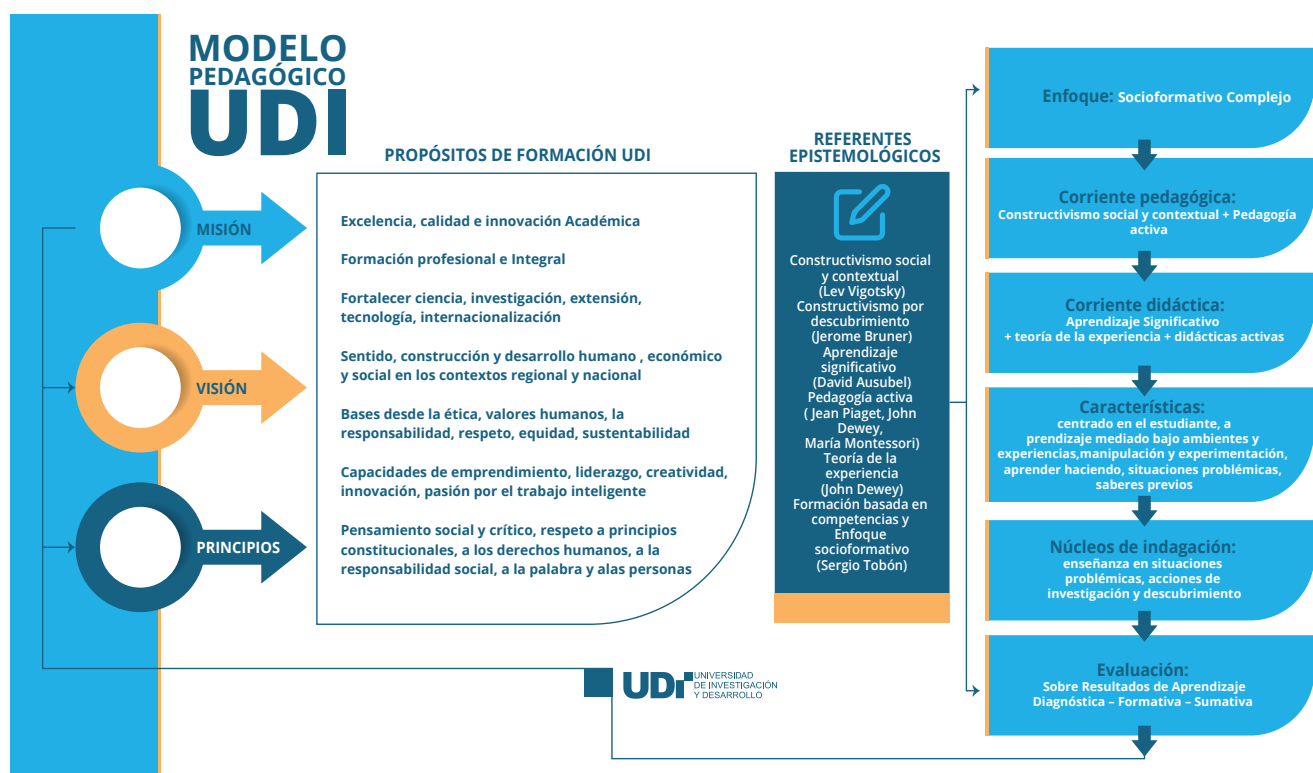 MODELO
PEDAGÓGICO
UDI
MISIÓN
VISIÓN
PRINCIPIOS
PROPÓSITOS DE FORMACIÓN UDI
Excelencia, calidad e innovación Académica
Formación profesional e Integral
Fortalecer ciencia, investigación, extensión,
tecnología, internacionalización
Sentido, construcción y desarrollo humano , económico
y social en los contextos regional y nacional
Bases desde la ética, valores humanos, la
responsabilidad, respeto, equidad, sustentabilidad
Capacidades de emprendimiento, liderazgo, creatividad,
innovación, pasión por el trabajo inteligente
Pensamiento social y crítico, respeto a principios
constitucionales, a los derechos humanos, a la
responsabilidad social, a la palabra y alas personas
REFERENTES
EPISTEMOLÓGICOS
Constructivismo social
y contextual
(Lev Vigotsky)
Constructivismo por
descubrimiento
(Jerome Bruner)
Aprendizaje
significativo
(David Ausubel)
Pedagogía activa
( Jean Piaget, John
Dewey,
María Montessori)
Teoría de la
experiencia
(John Dewey)
Formación basada en
competencias y
Enfoque
socioformativo
(Sergio Tobón)
Enfoque: Socioformativo Complejo
Corriente pedagógica:
Constructivismo social y contextual + Pedagogía
activa
Corriente didáctica:
Aprendizaje Significativo
+ teoría de la experiencia + didácticas activas
Características:
centrado en el estudiante, a
prendizaje mediado bajo ambientes y
experiencias,manipulación y experimentación,
aprender haciendo, situaciones problémicas,
saberes previos
Núcleos de indagación:
enseñanza en situaciones
problémicas, acciones de
investigación y descubrimiento
Evaluación:
Sobre Resultados de Aprendizaje
Diagnóstica – Formativa – Sumativa
UDI
UNIVERSIDAD
DE INVESTIGACIÓN
Y DESARROLLO